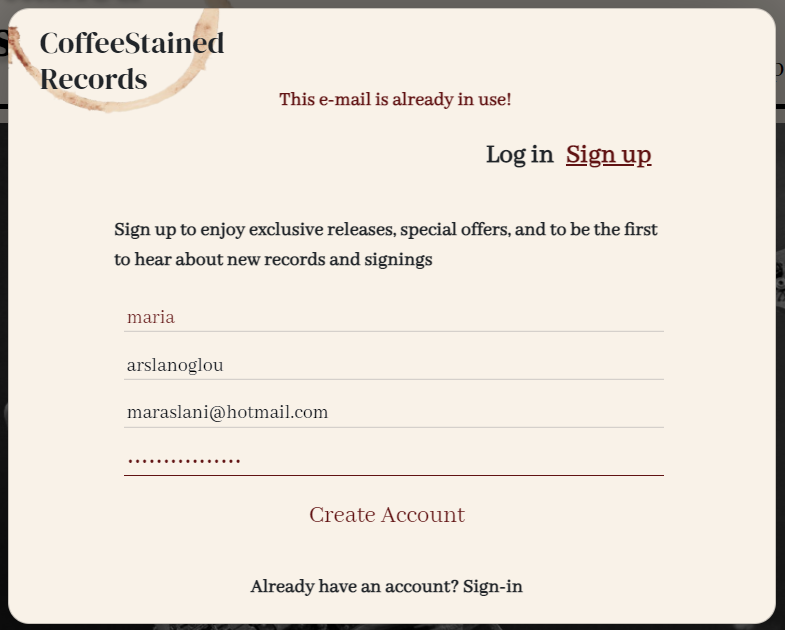 CoffeeStained
Records
This e-mail is already in use!
Log in Sign up
Sign up to enjoy exclusive releases, special offers, and to be the first
to hear about new records and signings
maria
arslanoglou
maraslani@hotmail.com
................
Create Account
Already have an account? Sign-in